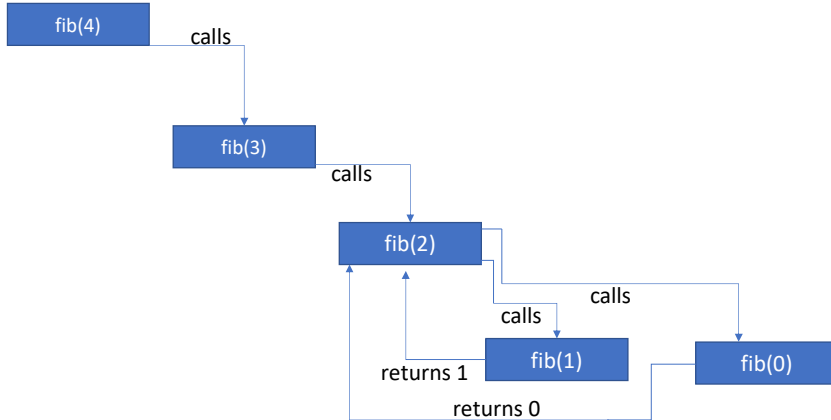 fib(4)
calls
fib(3)
calls
fib(2)
calls
calls
fib(1)
fib(0)
returns 1
returns 0